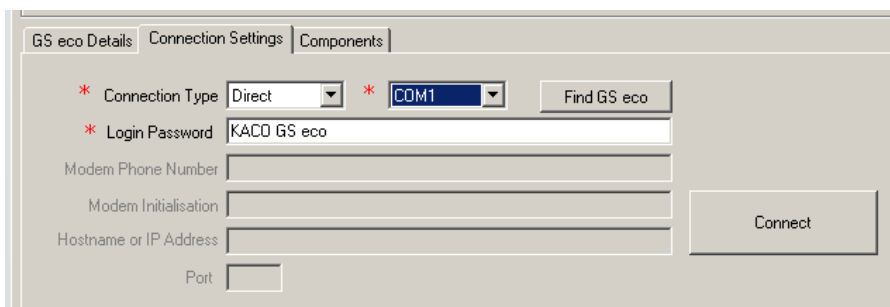 GS eco Details Connection Settings Components
* Connection Type Direct * COM1 Find GS eco
* Login Password KACO GS eco
Modem Phone Number
Modem Initialisation
Connect
Hostname or IP Address
Port